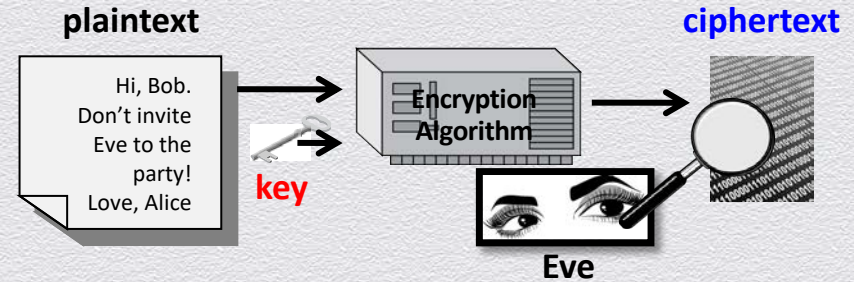 plaintext
ciphertext
Hi, Bob.
Don’t invite
Eve to the
party!
Love, Alice
Encryption
Algorithm
key
Eve